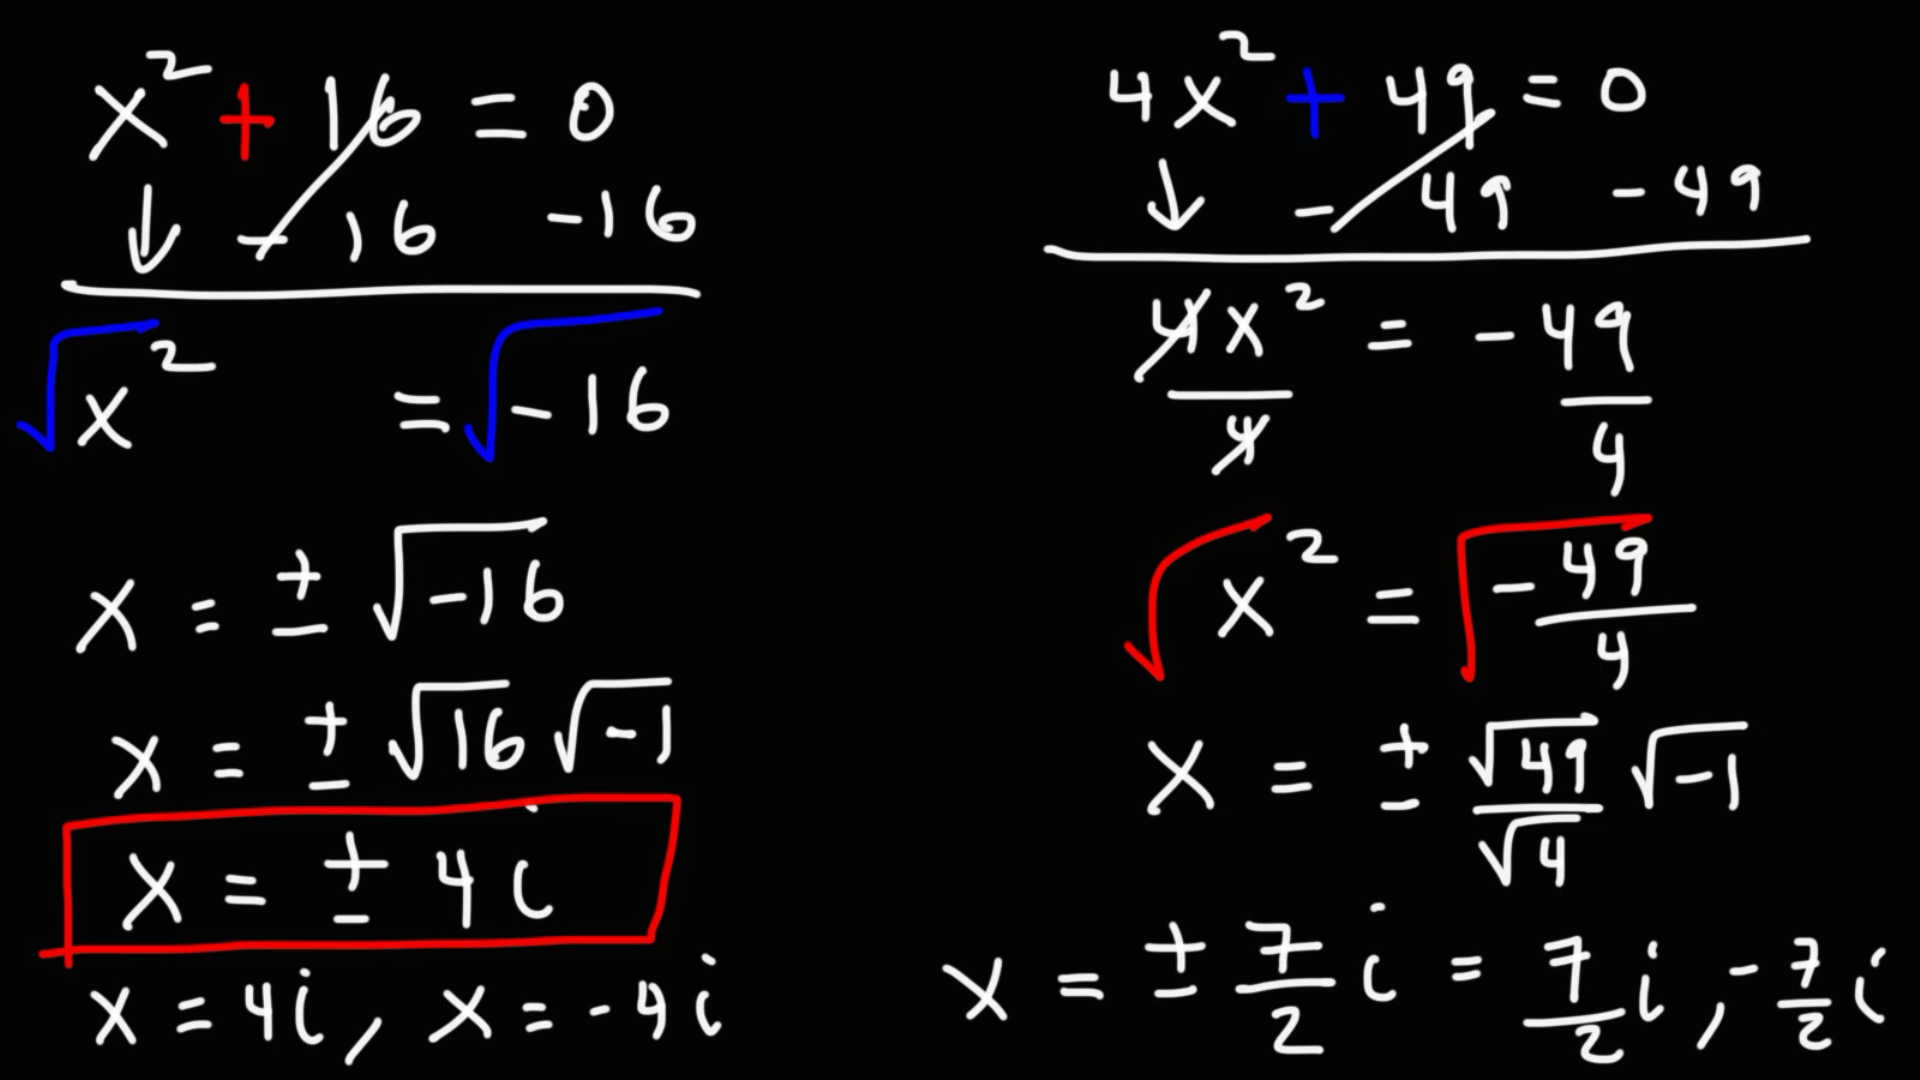 x² + 16 = 0
- 16 -16
√x² = √-16
x = ± √-16
x = ± √16 √-1
x = ± 4i
x = 4i, x = -4i
4x² + 49 = 0
- 49 - 49
4x² = -49
4 4
√x² = √-49/4
x = ± √49/√4 √-1
x = ± 7/2 i = 7/2 i, -7/2 i